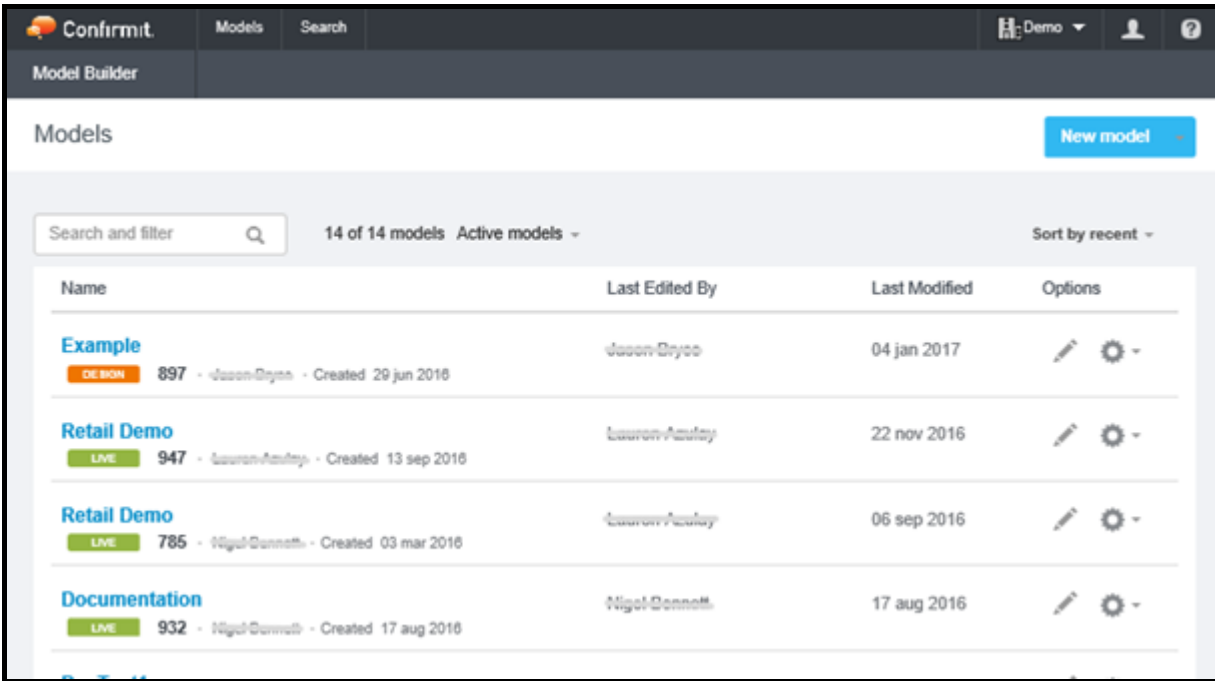 Confirmit. Models Search Demo
Model Builder
Models New model
Search and filter 14 of 14 models Active models Sort by recent
Name Last Edited By Last Modified Options
Example 04 jan 2017
DESIGN 897 - - Created 29 jun 2016
Retail Demo 22 nov 2016
LIVE 947 - - Created 13 sep 2016
Retail Demo 06 sep 2016
LIVE 785 - - Created 03 mar 2016
Documentation 17 aug 2016
LIVE 932 - - Created 17 aug 2016